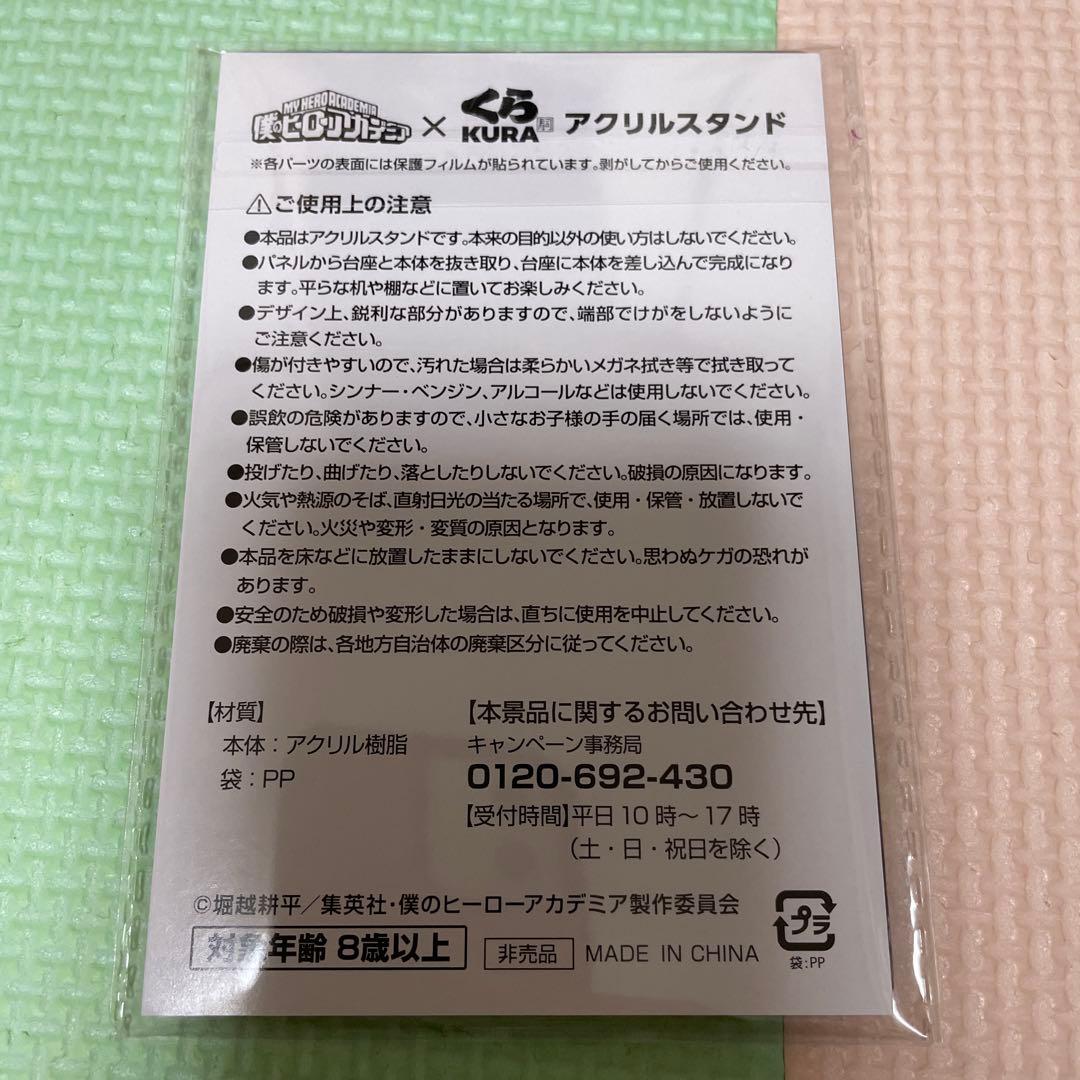 MY HERO ACADEMIA
僕のヒーローアカデミア × くら KURA アクリルスタンド
※各パーツの表面には保護フィルムが貼られています。剥がしてからご使用ください。
⚠ご使用上の注意
●本品はアクリルスタンドです。本来の目的以外の使い方はしないでください。
●パネルから台座と本体を抜き取り、台座に本体を差し込んで完成になり
ます。平らな机や棚などに置いてお楽しみください。
●デザイン上、鋭利な部分がありますので、端部でけがをしないように
ご注意ください。
●傷が付きやすいので、汚れた場合は柔らかいメガネ拭き等で拭き取って
ください。シンナー・ベンジン、アルコールなどは使用しないでください。
●誤飲の危険がありますので、小さなお子様の手の届く場所では、使用・
保管しないでください。
●投げたり、曲げたり、落としたりしないでください。破損の原因になります。
●火気や熱源のそば、直射日光の当たる場所で、使用・保管・放置しないで
ください。火災や変形・変質の原因となります。
●本品を床などに放置したままにしないでください。思わぬケガの恐れが
あります。
●安全のため破損や変形した場合は、直ちに使用を中止してください。
●廃棄の際は、各地方自治体の廃棄区分に従ってください。
【材質】
本体：アクリル樹脂
袋：PP
【本景品に関するお問い合わせ先】
キャンペーン事務局
0120-692-430
【受付時間】平日10時〜17時
（土・日・祝日を除く）
©堀越耕平／集英社・僕のヒーローアカデミア製作委員会
対象年齢 8歳以上
非売品
MADE IN CHINA
プラ
袋:PP